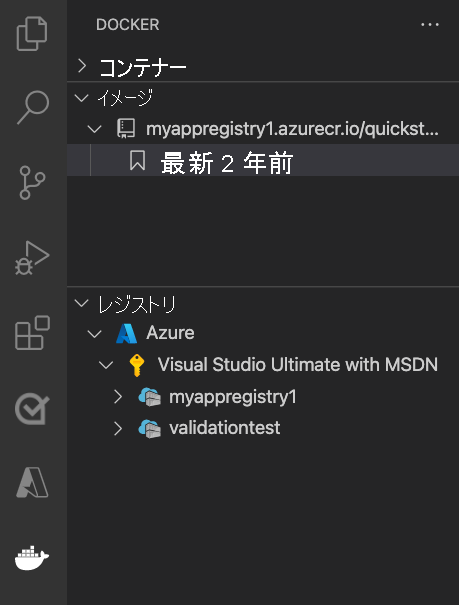 DOCKER
コンテナー
イメージ
myappregistry1.azurecr.io/quickst...
最新 2 年前
レジストリ
Azure
Visual Studio Ultimate with MSDN
myappregistry1
validationtest